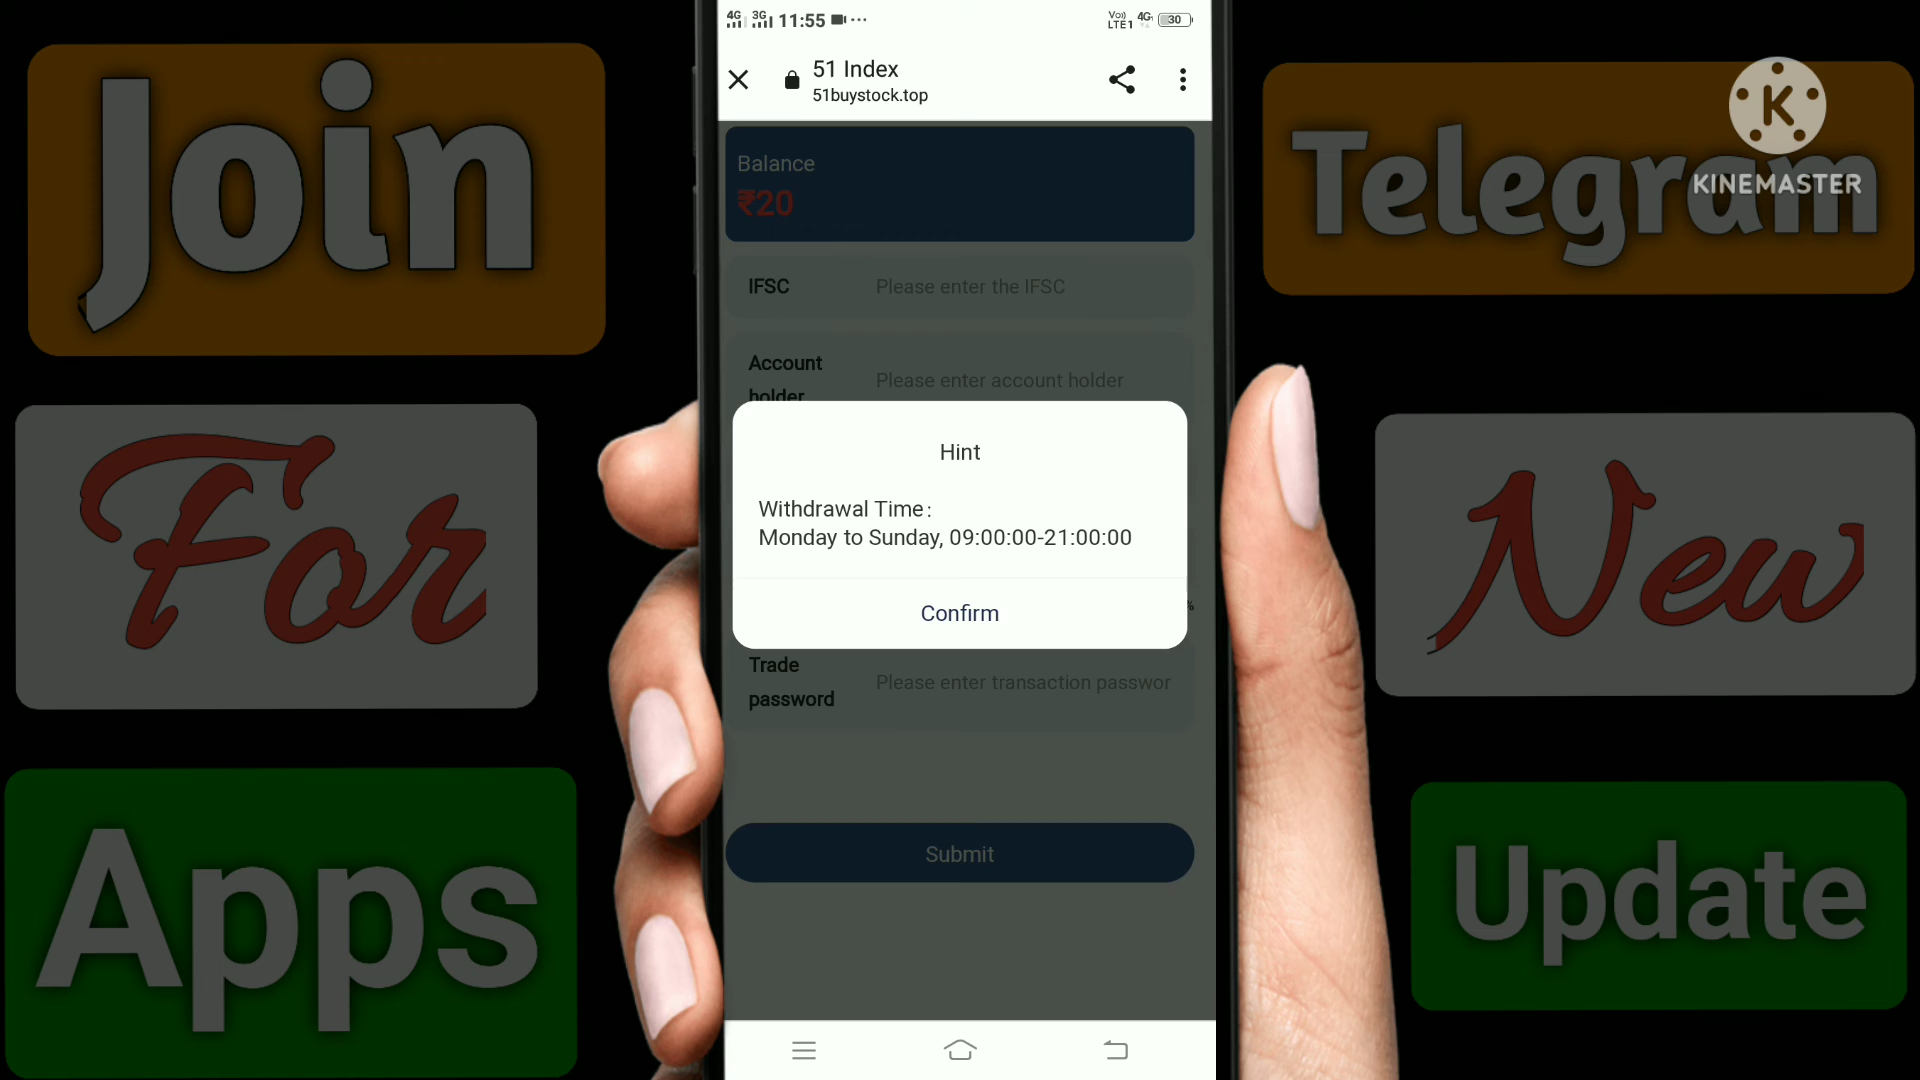 4G 3G 11:55 ···
Vo)) LTE1 4G 30
51 Index
51buystock.top
Join
Telegram
KINEMASTER
Balance
₹20
IFSC Please enter the IFSC
Account
holder
Please enter account holder
Hint
Withdrawal Time:
Monday to Sunday, 09:00:00-21:00:00
Confirm
%
Trade
password
Please enter transaction passwor
Submit
For
New
Apps
Update